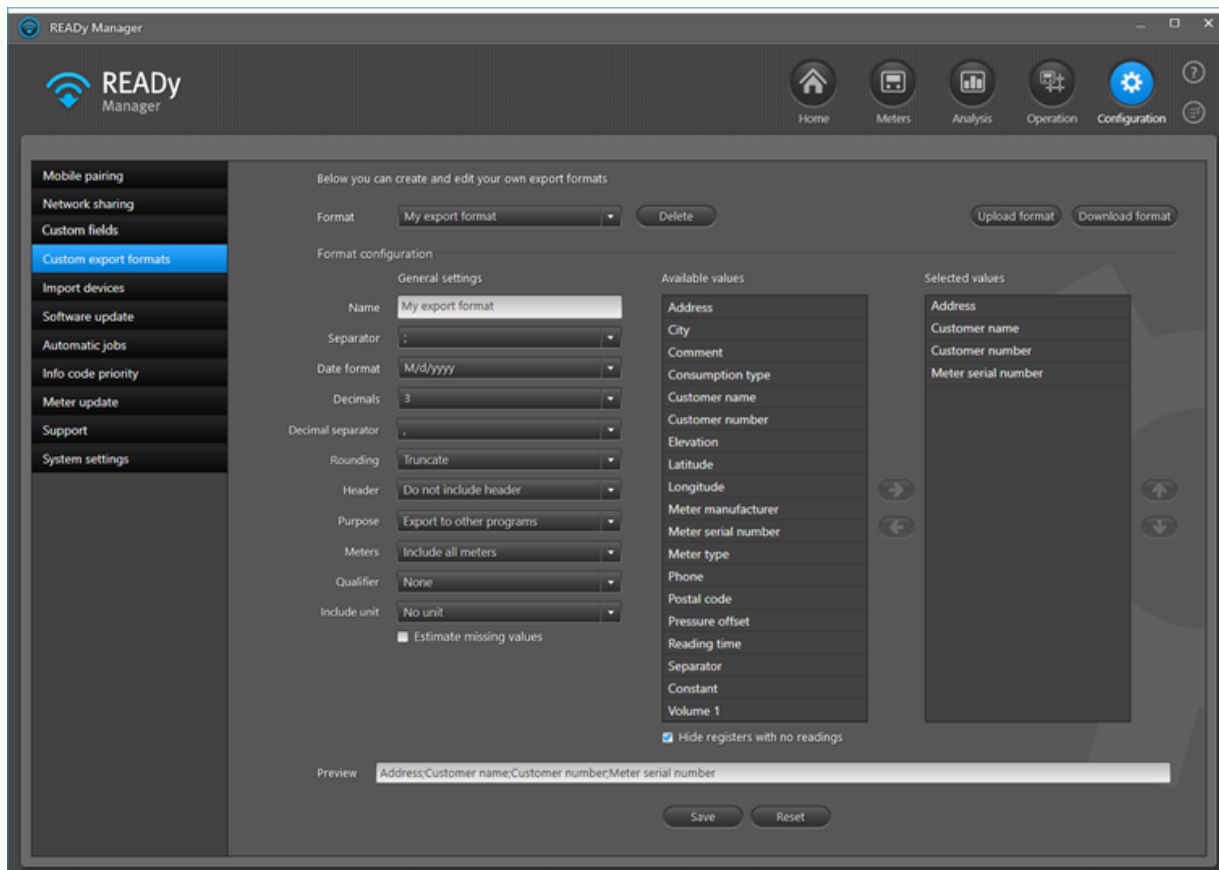 READy Manager
READy
Manager
Home
Meters
Analysis
Operation
Configuration
Mobile pairing
Network sharing
Custom fields
Custom export formats
Import devices
Software update
Automatic jobs
Info code priority
Meter update
Support
System settings
Below you can create and edit your own export formats
Format My export format Delete Upload format Download format
Format configuration
General settings
Name My export format
Separator ;
Date format M/d/yyyy
Decimals 3
Decimal separator ,
Rounding Truncate
Header Do not include header
Purpose Export to other programs
Meters Include all meters
Qualifier None
Include unit No unit
Estimate missing values
Available values
Address
City
Comment
Consumption type
Customer name
Customer number
Elevation
Latitude
Longitude
Meter manufacturer
Meter serial number
Meter type
Phone
Postal code
Pressure offset
Reading time
Separator
Constant
Volume 1
Hide registers with no readings
Selected values
Address
Customer name
Customer number
Meter serial number
Preview Address;Customer name;Customer number;Meter serial number
Save Reset